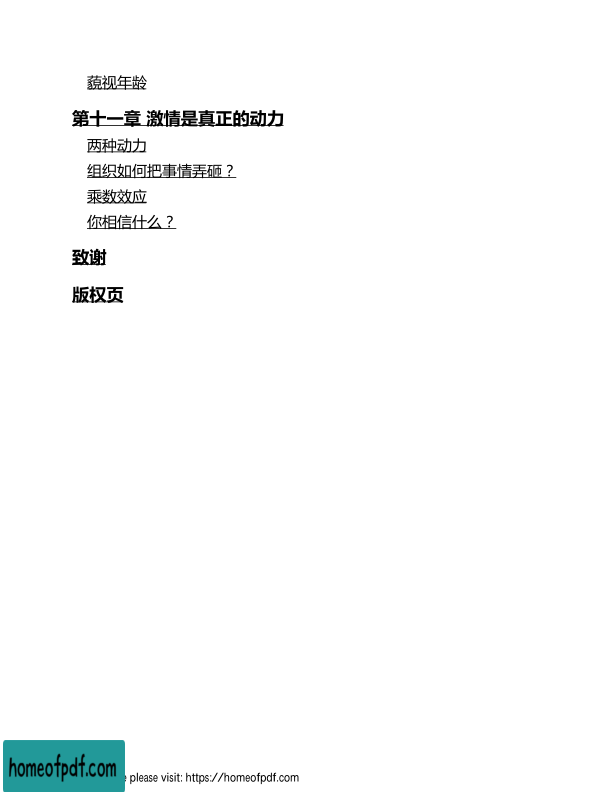 藐视年龄
第十一章 激情是真正的动力
两种动力
组织如何把事情弄砸？
乘数效应
你相信什么？
致谢
版权页
homeofpdf.com
e please visit: https://homeofpdf.com